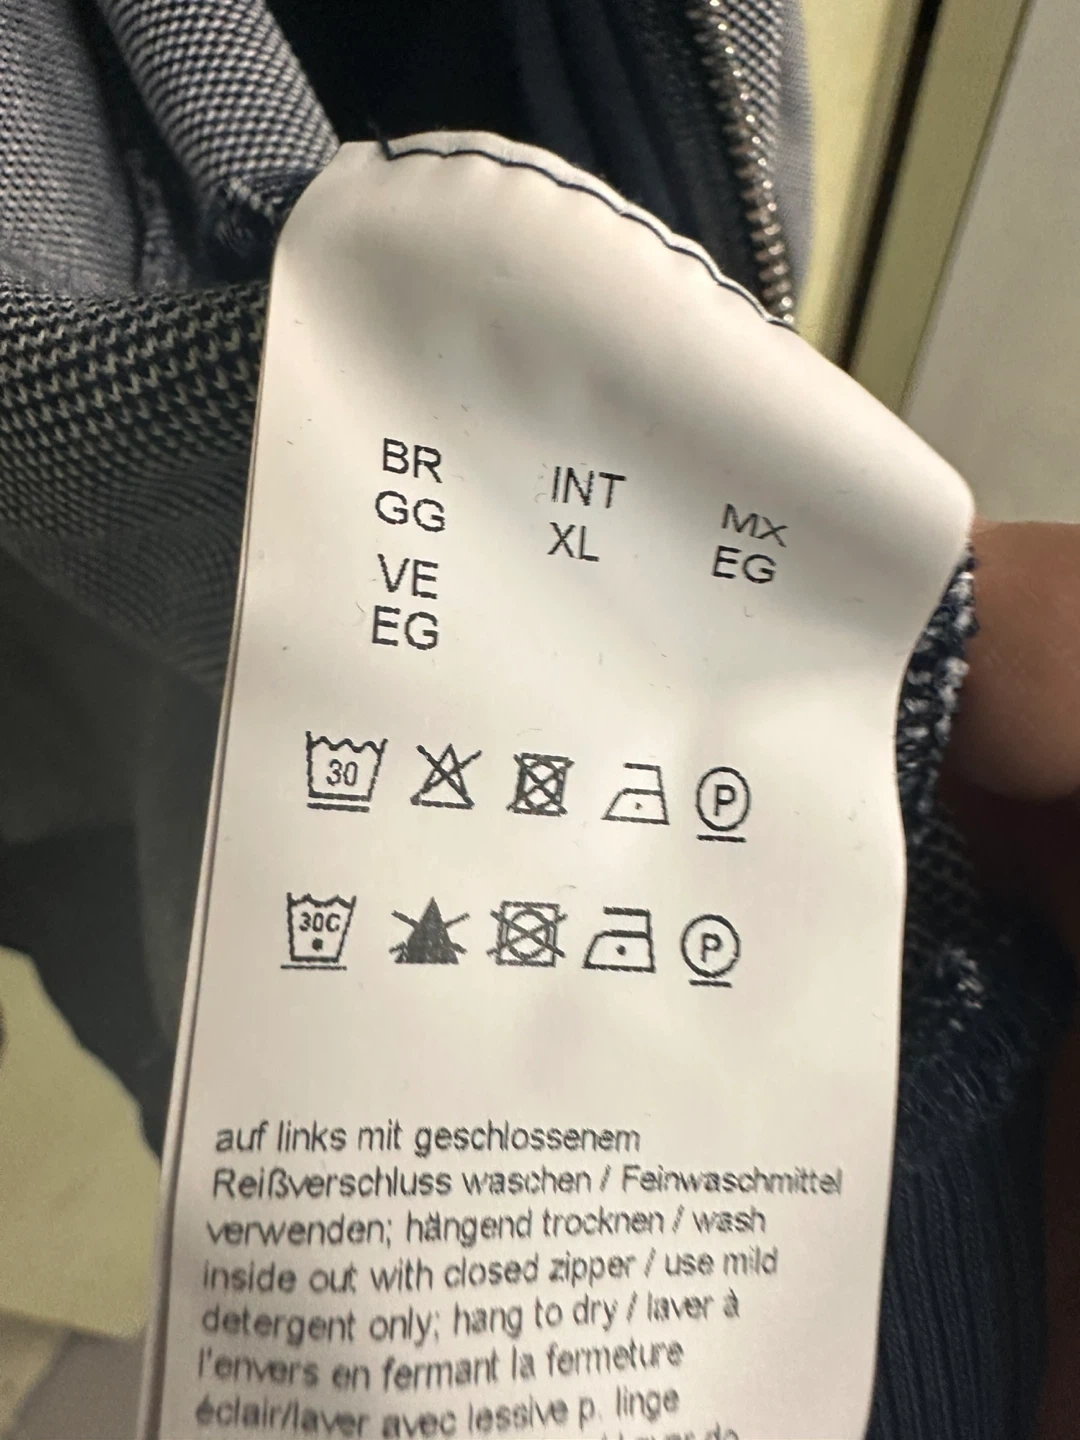 BR INT MX
GG XL EG
VE
EG
30 P
30C P
auf links mit geschlossenem
Reißverschluss waschen / Feinwaschmittel
verwenden; hängend trocknen / wash
inside out with closed zipper / use mild
detergent only; hang to dry / laver à
l'envers en fermant la fermeture
éclair/laver avec lessive p. linge